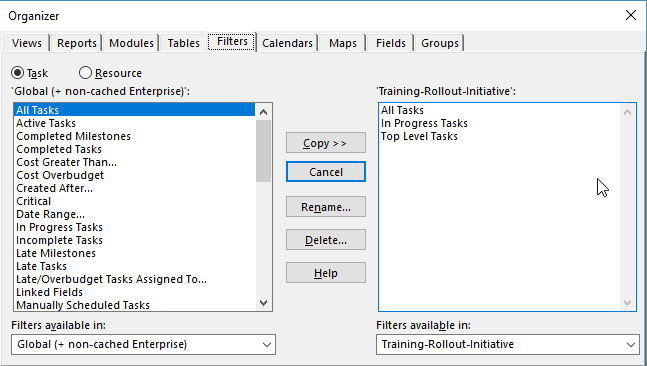 Organizer
Views Reports Modules Tables Filters Calendars Maps Fields Groups
Task Resource
'Global (+ non-cached Enterprise)':
All Tasks
Active Tasks
Completed Milestones
Completed Tasks
Cost Greater Than...
Cost Overbudget
Created After...
Critical
Date Range...
In Progress Tasks
Incomplete Tasks
Late Milestones
Late Tasks
Late/Overbudget Tasks Assigned To...
Linked Fields
Manually Scheduled Tasks
Filters available in:
Global (+ non-cached Enterprise)
Copy >>
Cancel
Rename...
Delete...
Help
'Training-Rollout-Initiative':
All Tasks
In Progress Tasks
Top Level Tasks
Filters available in:
Training-Rollout-Initiative